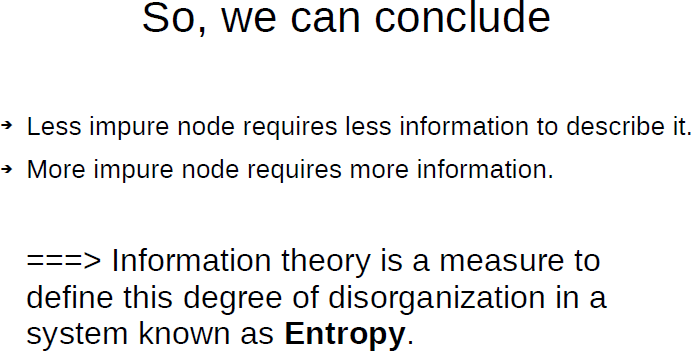 So, we can conclude
➔ Less impure node requires less information to describe it.
➔ More impure node requires more information.
===> Information theory is a measure to
define this degree of disorganization in a
system known as Entropy.